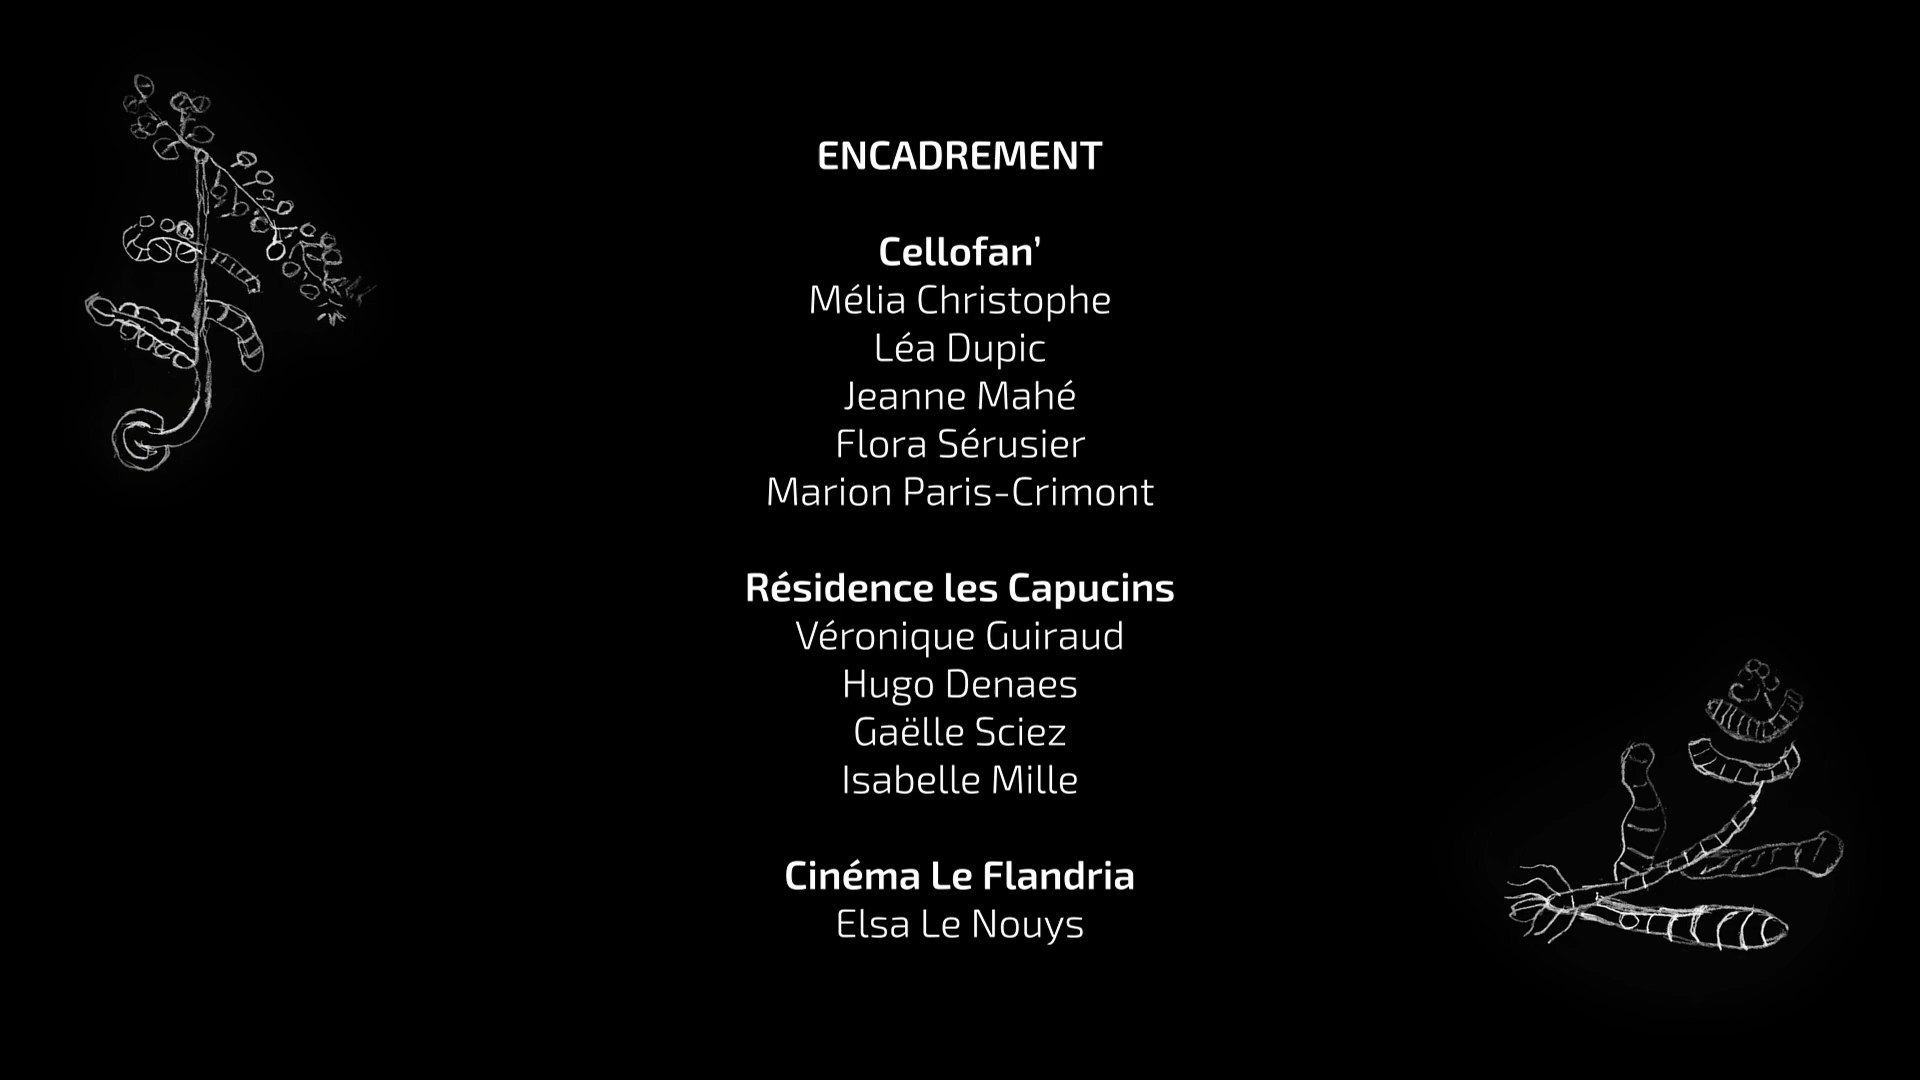 ENCADREMENT
Cellofan’
Mélia Christophe
Léa Dupic
Jeanne Mahé
Flora Sérusier
Marion Paris-Crimont
Résidence les Capucins
Véronique Guiraud
Hugo Denaes
Gaëlle Sciez
Isabelle Mille
Cinéma Le Flandria
Elsa Le Nouys